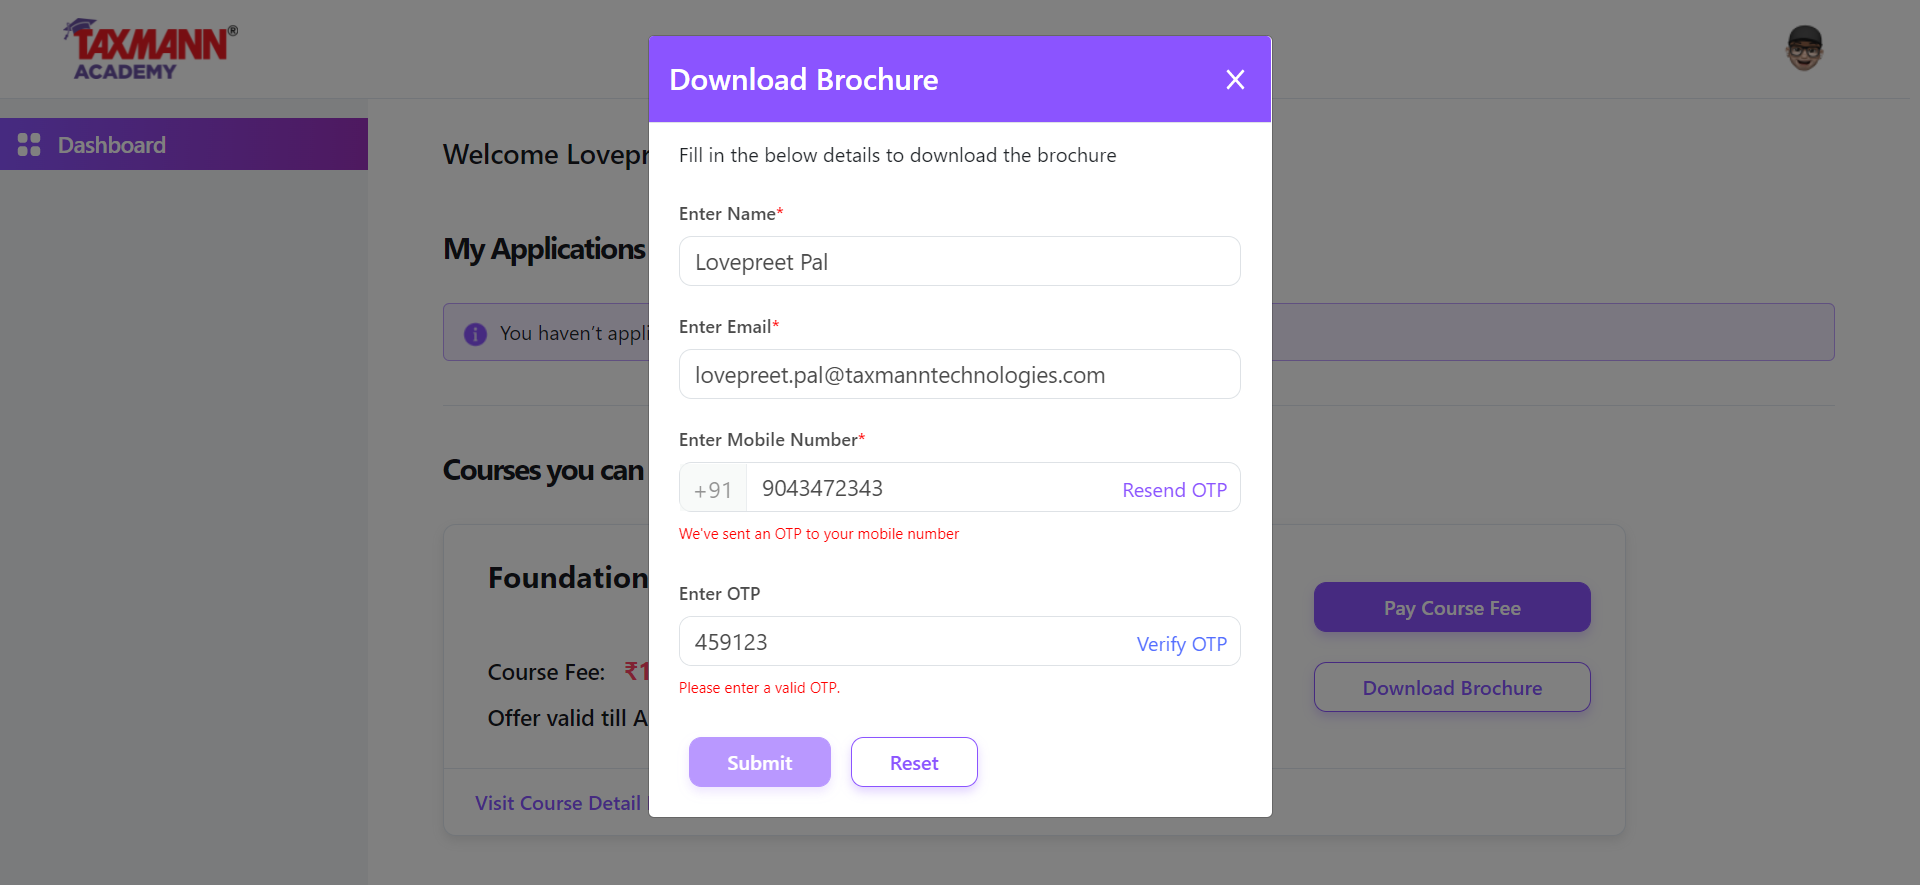 TAXMANN®
ACADEMY
Dashboard
Welcome Lovepr
My Applications
You haven't appli
Courses you can
Foundation
Course Fee: ₹1
Offer valid till A
Visit Course Detail
Pay Course Fee
Download Brochure
Download Brochure
Fill in the below details to download the brochure
Enter Name*
Lovepreet Pal
Enter Email*
lovepreet.pal@taxmanntechnologies.com
Enter Mobile Number*
+91 9043472343 Resend OTP
We've sent an OTP to your mobile number
Enter OTP
459123 Verify OTP
Please enter a valid OTP.
Submit Reset